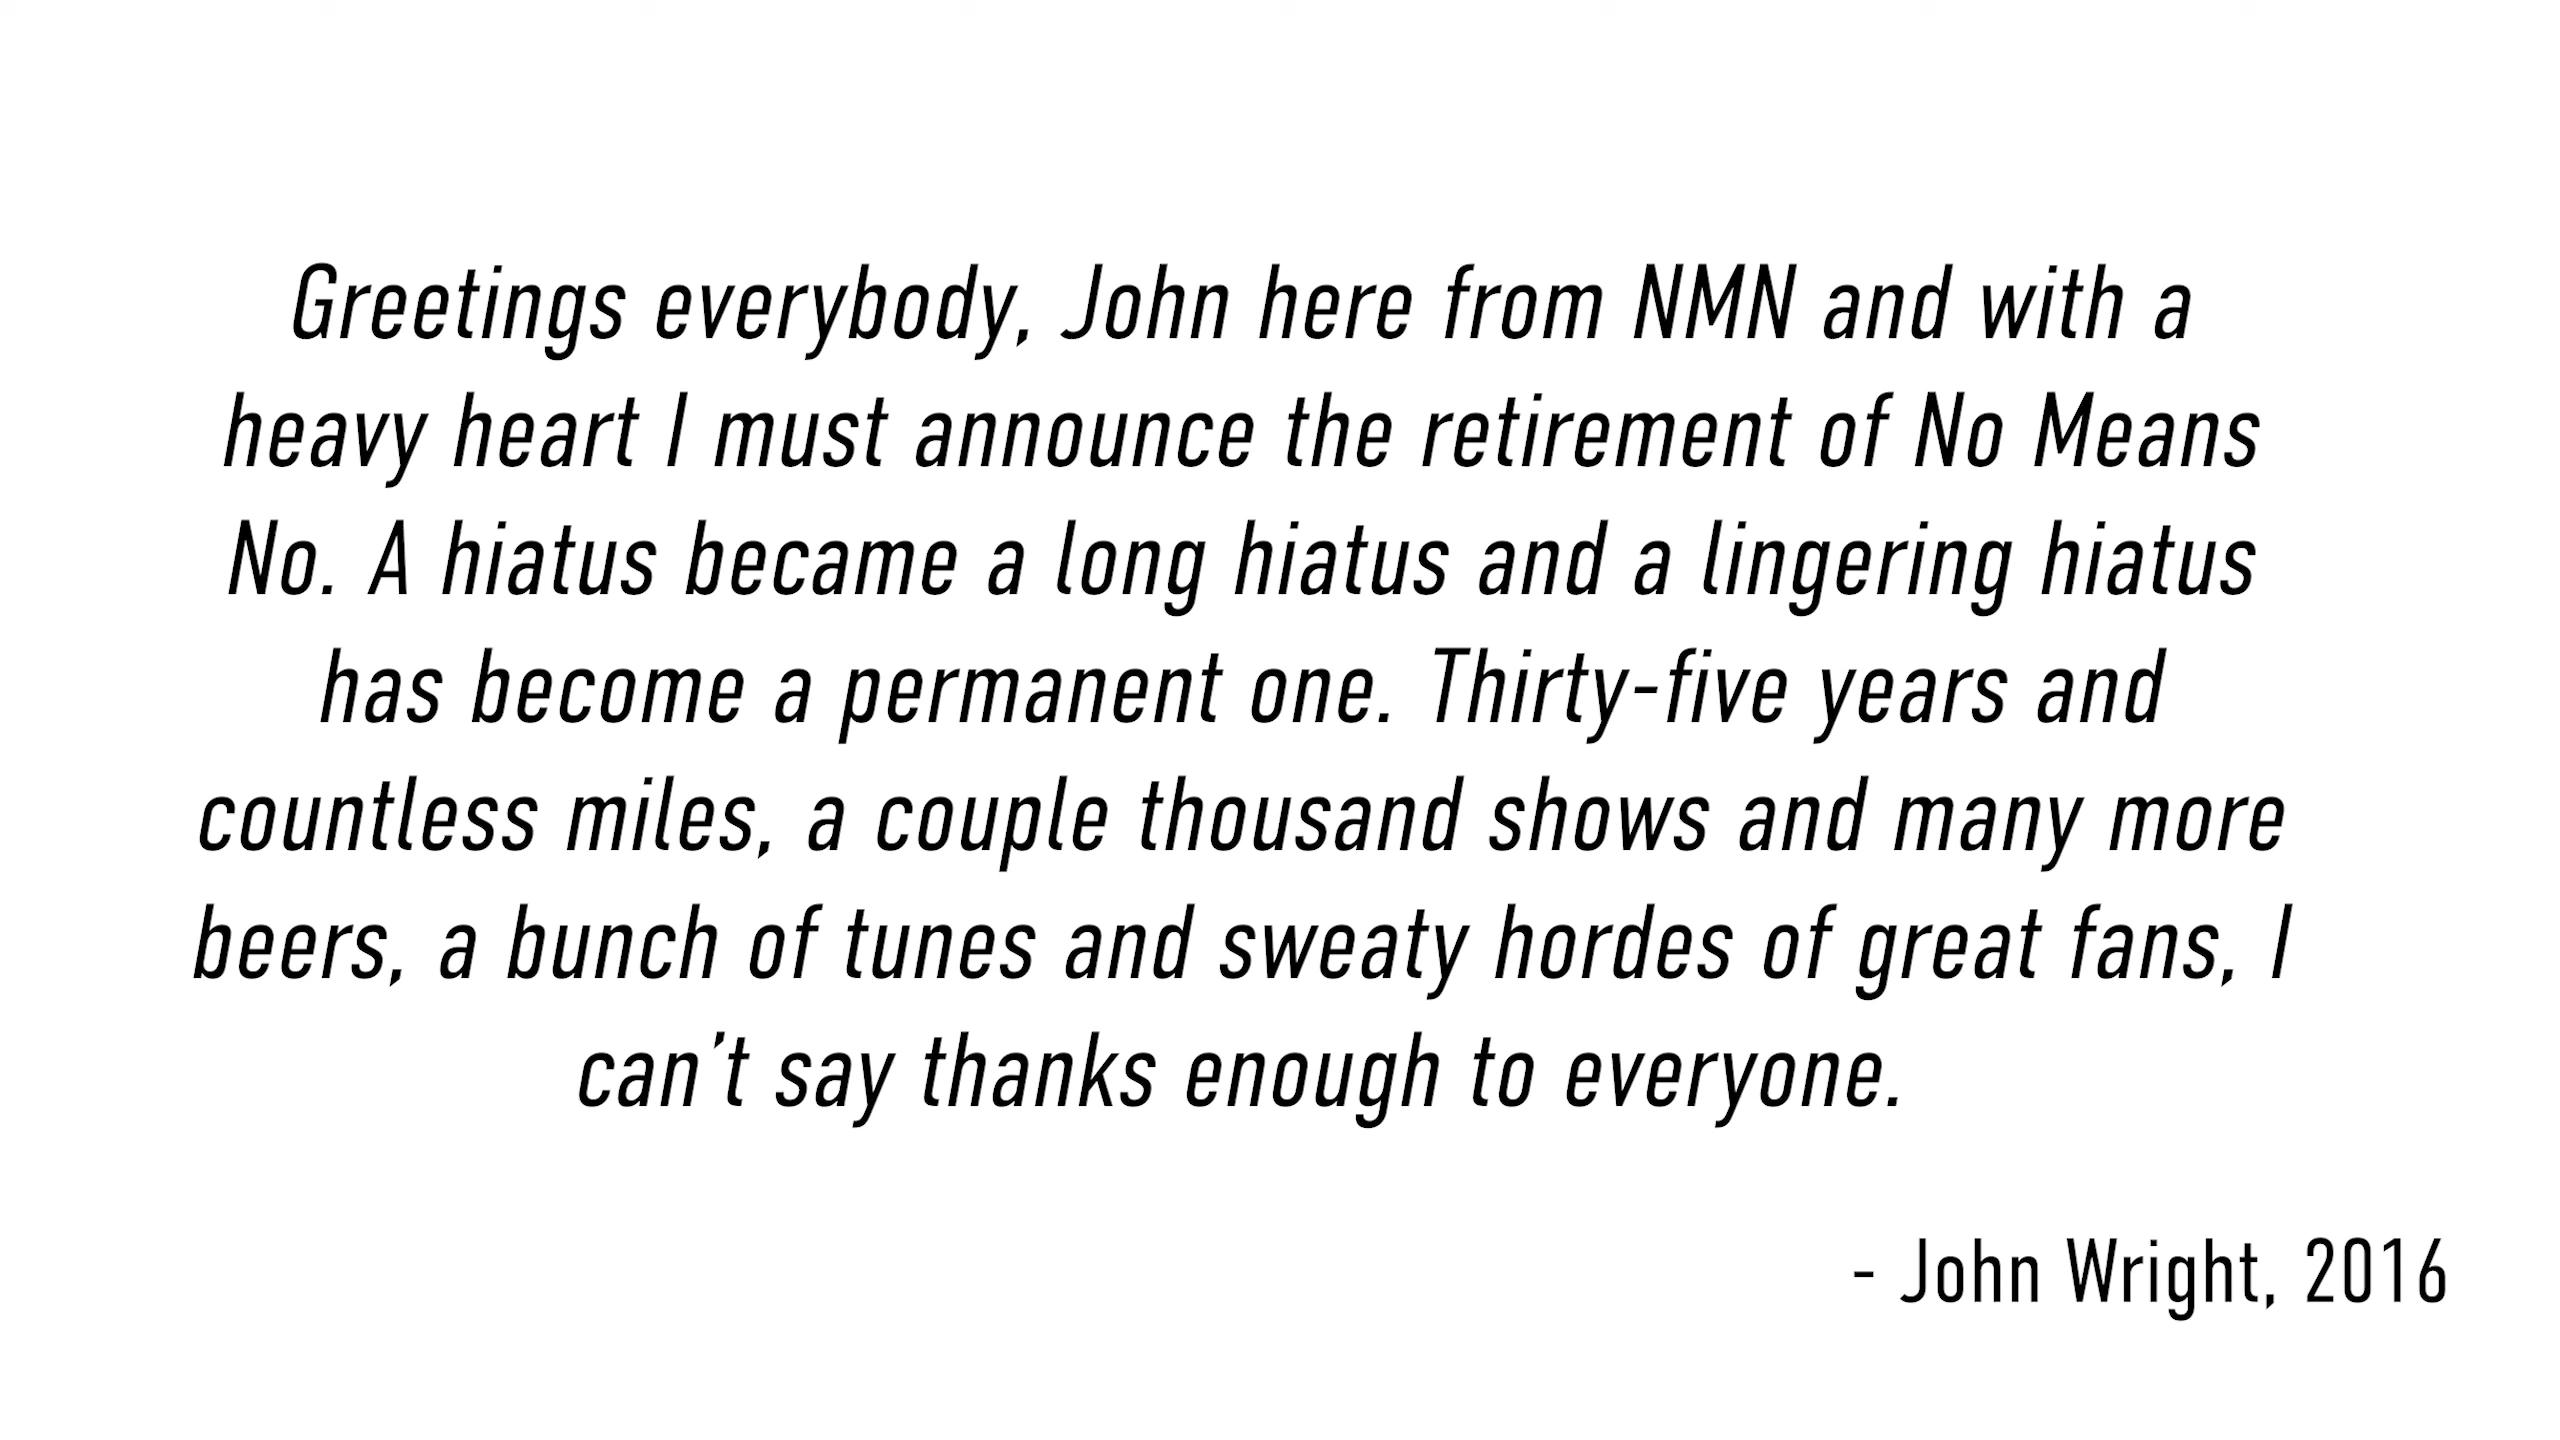 Greetings everybody, John here from NMN and with a
heavy heart I must announce the retirement of No Means
No. A hiatus became a long hiatus and a lingering hiatus
has become a permanent one. Thirty-five years and
countless miles, a couple thousand shows and many more
beers, a bunch of tunes and sweaty hordes of great fans, I
can’t say thanks enough to everyone.
- John Wright, 2016